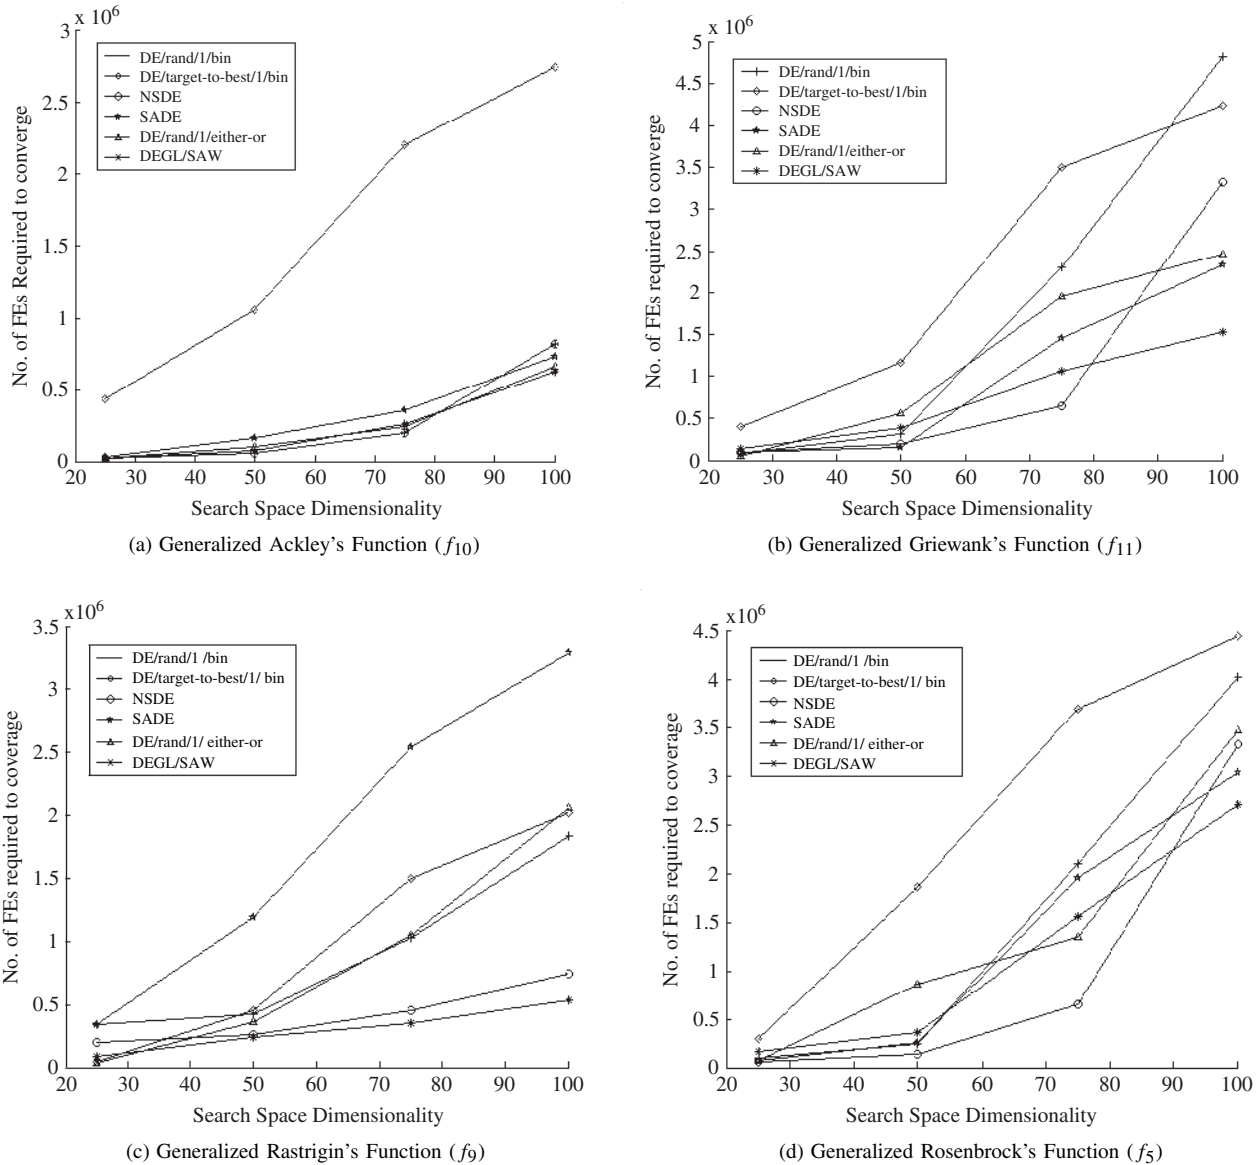 x 10^6
3
2.5
2
1.5
1
0.5
0
No. of FEs Required to converge
DE/rand/1/bin
DE/target-to-best/1/bin
NSDE
SADE
DE/rand/1/either-or
DEGL/SAW
20 30 40 50 60 70 80 90 100
Search Space Dimensionality
(a) Generalized Ackley's Function (f10)
x 10^6
5
4.5
4
3.5
3
2.5
2
1.5
1
0.5
0
No. of FEs required to converge
DE/rand/1/bin
DE/target-to-best/1/bin
NSDE
SADE
DE/rand/1/either-or
DEGL/SAW
20 30 40 50 60 70 80 90 100
Search Space Dimensionality
(b) Generalized Griewank's Function (f11)
x10^6
3.5
3
2.5
2
1.5
1
0.5
0
No. of FEs required to coverage
DE/rand/1 /bin
DE/target-to-best/1/ bin
NSDE
SADE
DE/rand/1/ either-or
DEGL/SAW
20 30 40 50 60 70 80 90 100
Search Space Dimensionality
(c) Generalized Rastrigin's Function (f9)
x10^6
4.5
4
3.5
3
2.5
2
1.5
1
0.5
0
No. of FEs required to coverage
DE/rand/1 /bin
DE/target-to-best/1/ bin
NSDE
SADE
DE/rand/1/ either-or
DEGL/SAW
20 30 40 50 60 70 80 90 100
Search Space Dimensionality
(d) Generalized Rosenbrock's Function (f5)